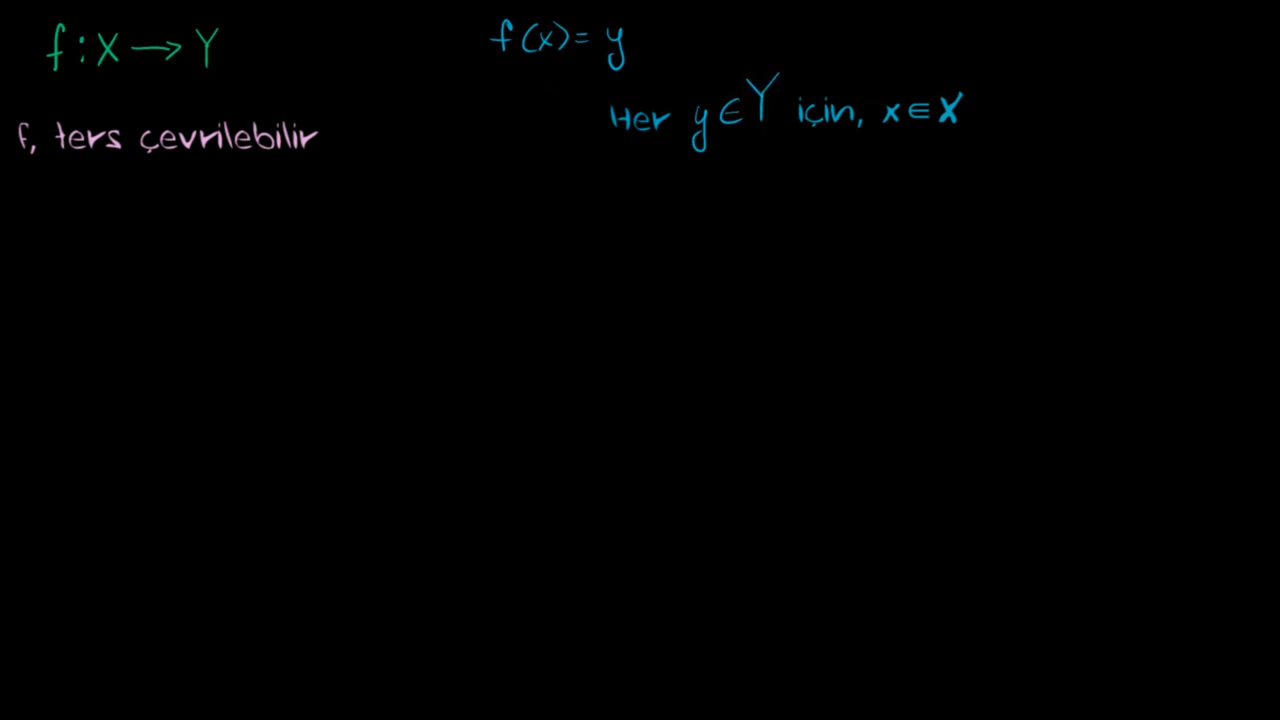 f : X → Y
f(x) = y
Her y ∈ Y için, x ∈ X
f, ters çevrilebilir